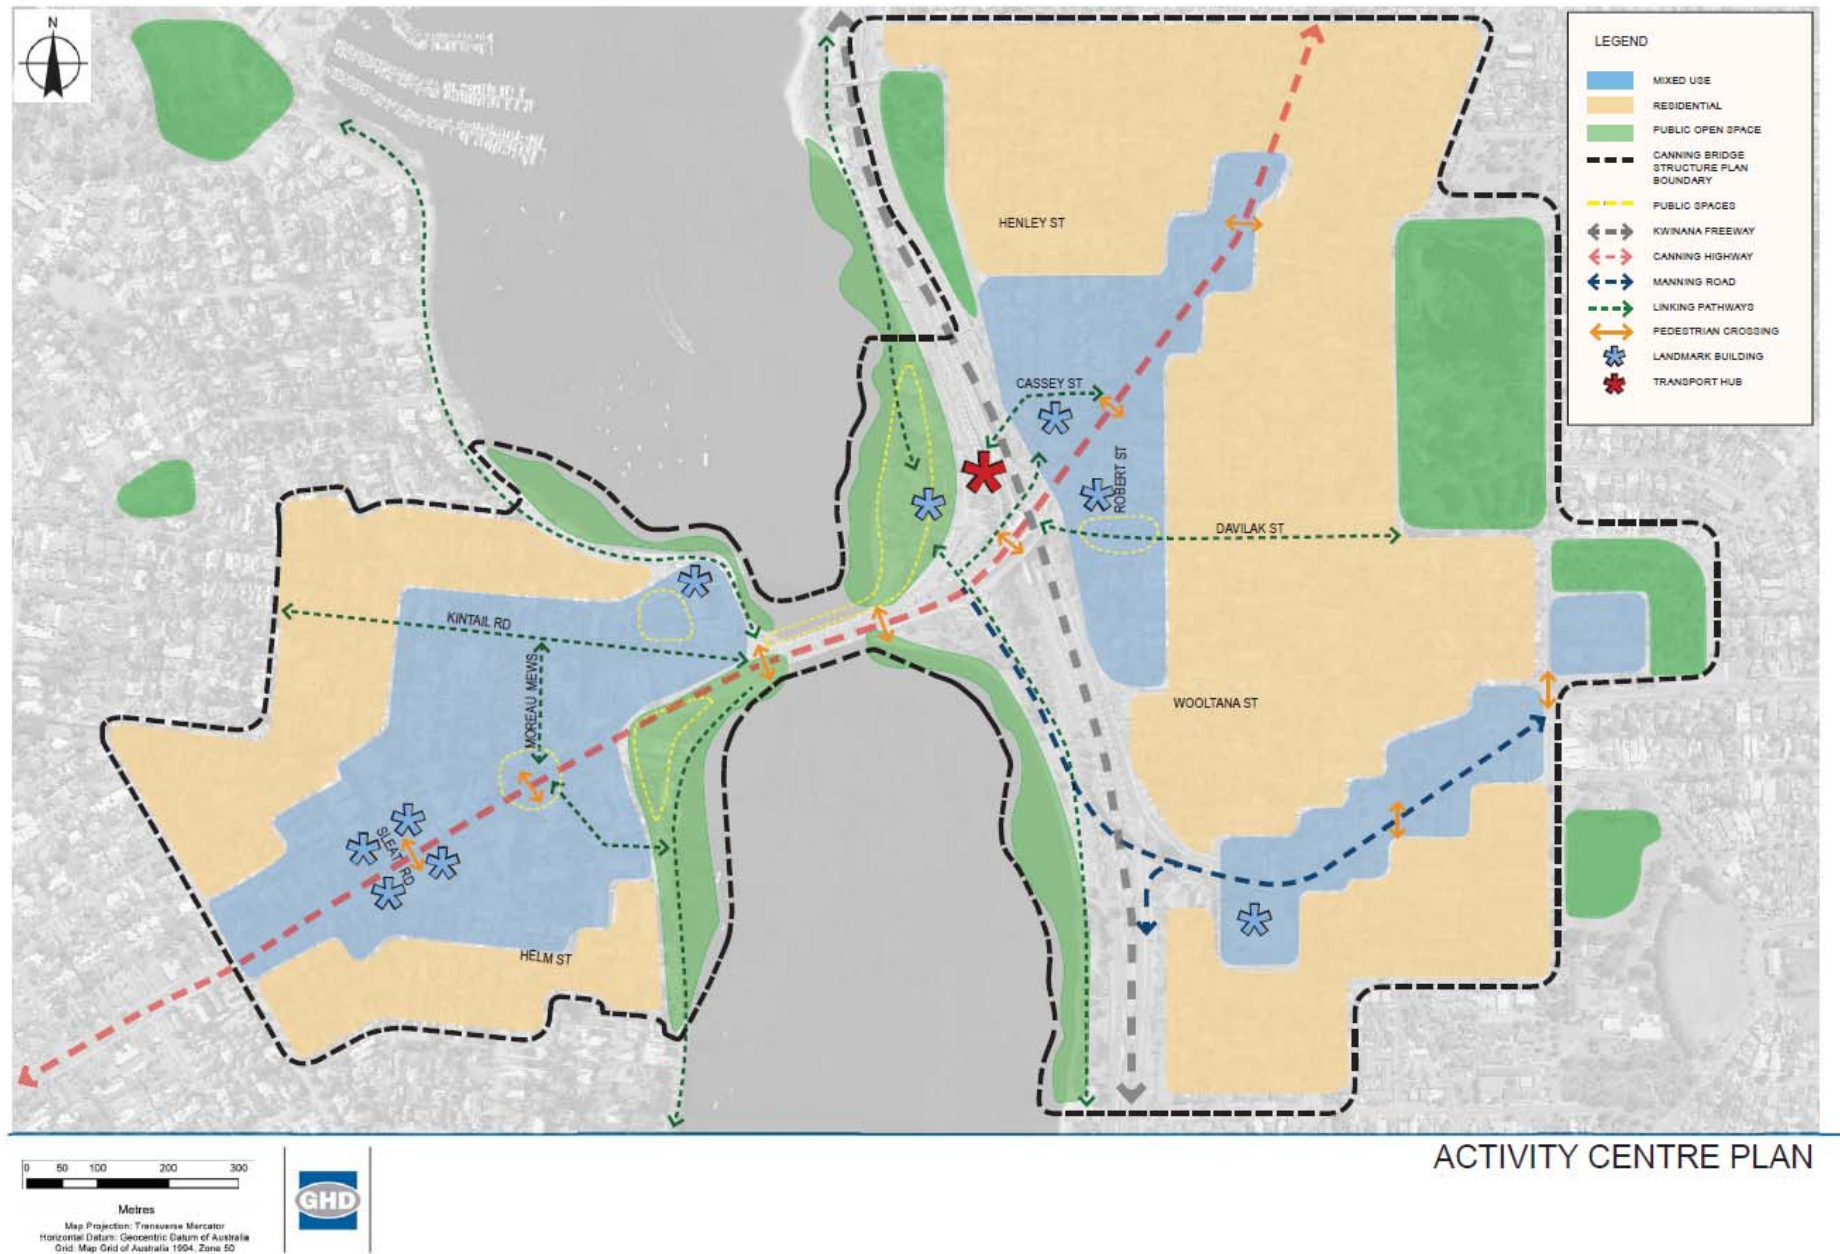 N
LEGEND
MIXED USE
RESIDENTIAL
PUBLIC OPEN SPACE
CANNING BRIDGE
STRUCTURE PLAN
BOUNDARY
PUBLIC SPACES
KWINANA FREEWAY
CANNING HIGHWAY
MANNING ROAD
LINKING PATHWAYS
PEDESTRIAN CROSSING
LANDMARK BUILDING
TRANSPORT HUB
HENLEY ST
CASSEY ST
ROBERT ST
DAVILAK ST
KINTAIL RD
MOREAU MEWS
WOOLTANA ST
SLEAT RD
HELM ST
ACTIVITY CENTRE PLAN
0 50 100 200 300
Metres
Map Projection: Transverse Mercator
Horizontal Datum: Geocentric Datum of Australia
Grid: Map Grid of Australia 1994, Zone 50
GHD